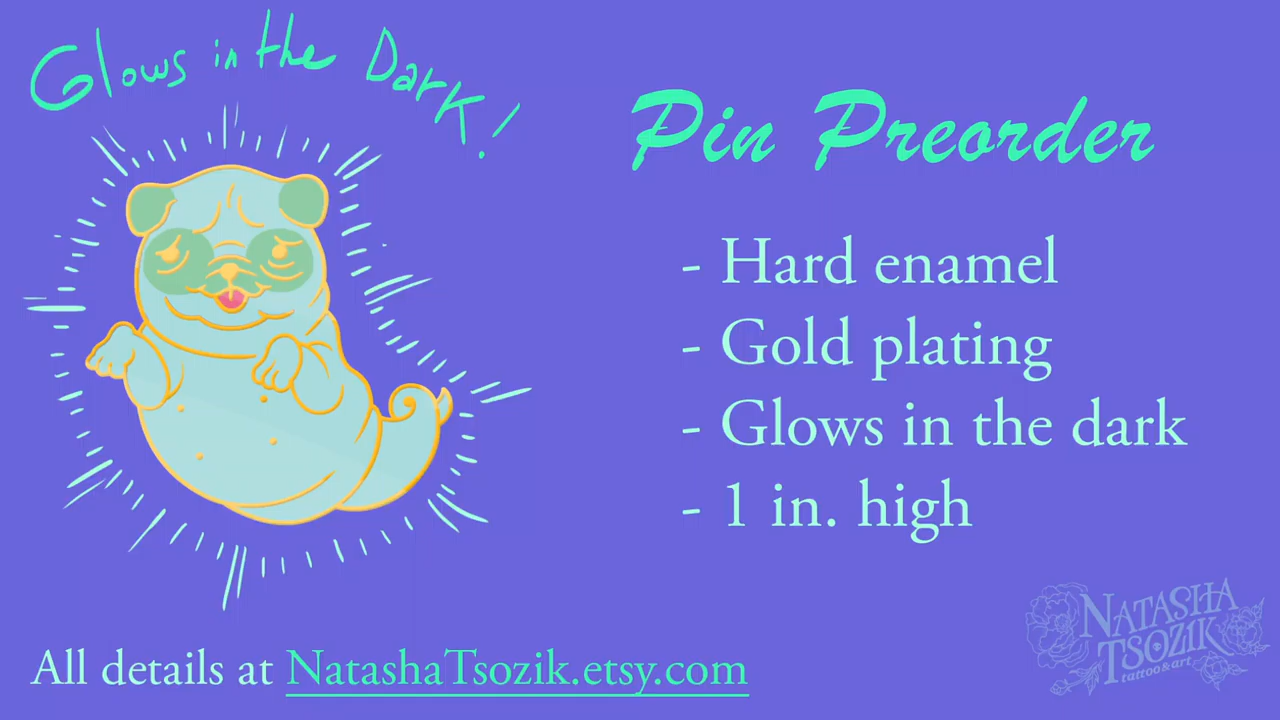 Glows in the Dark!
Pin Preorder
- Hard enamel
- Gold plating
- Glows in the dark
- 1 in. high
All details at NatashaTsozik.etsy.com
NATASHA
TSOZIK
tattoo&art